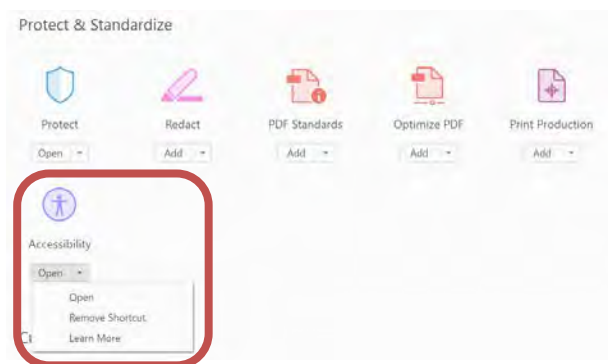 Protect & Standardize
Protect Redact PDF Standards Optimize PDF Print Production
Open Add Add Add Add
Accessibility
Open
Open
Remove Shortcut
Learn More